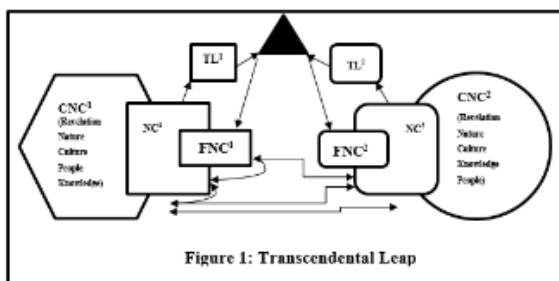 TL¹
TL²
CNC¹
(Revelation
Nature
Culture
People
Knowledge)
NC¹
FNC¹
FNC²
NC²
CNC²
(Revelation
Nature
Culture
Knowledge
People)
Figure 1: Transcendental Leap